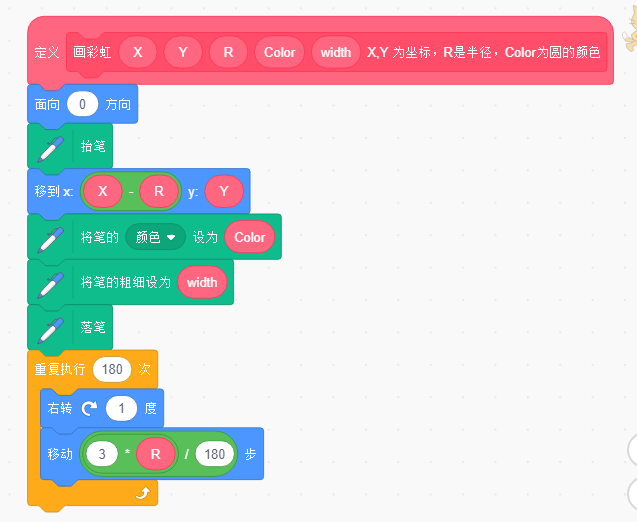 定义 画彩虹 X Y R Color width X,Y 为坐标，R是半径，Color为圆的颜色
面向 0 方向
抬笔
移到 x: X - R y: Y
将笔的 颜色 设为 Color
将笔的粗细设为 width
落笔
重复执行 180 次
右转 1 度
移动 3 * R / 180 步